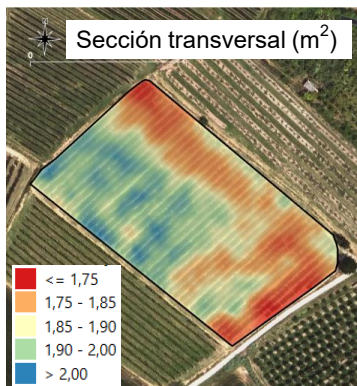 Sección transversal (m²)
0
<= 1,75
1,75 - 1,85
1,85 - 1,90
1,90 - 2,00
> 2,00